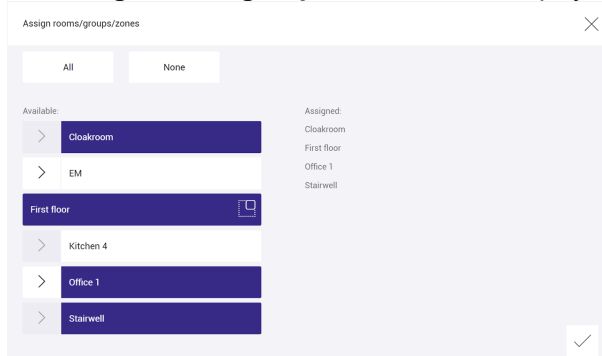 Assign rooms/groups/zones
All
None
Available:
Cloakroom
EM
First floor
Kitchen 4
Office 1
Stairwell
Assigned:
Cloakroom
First floor
Office 1
Stairwell